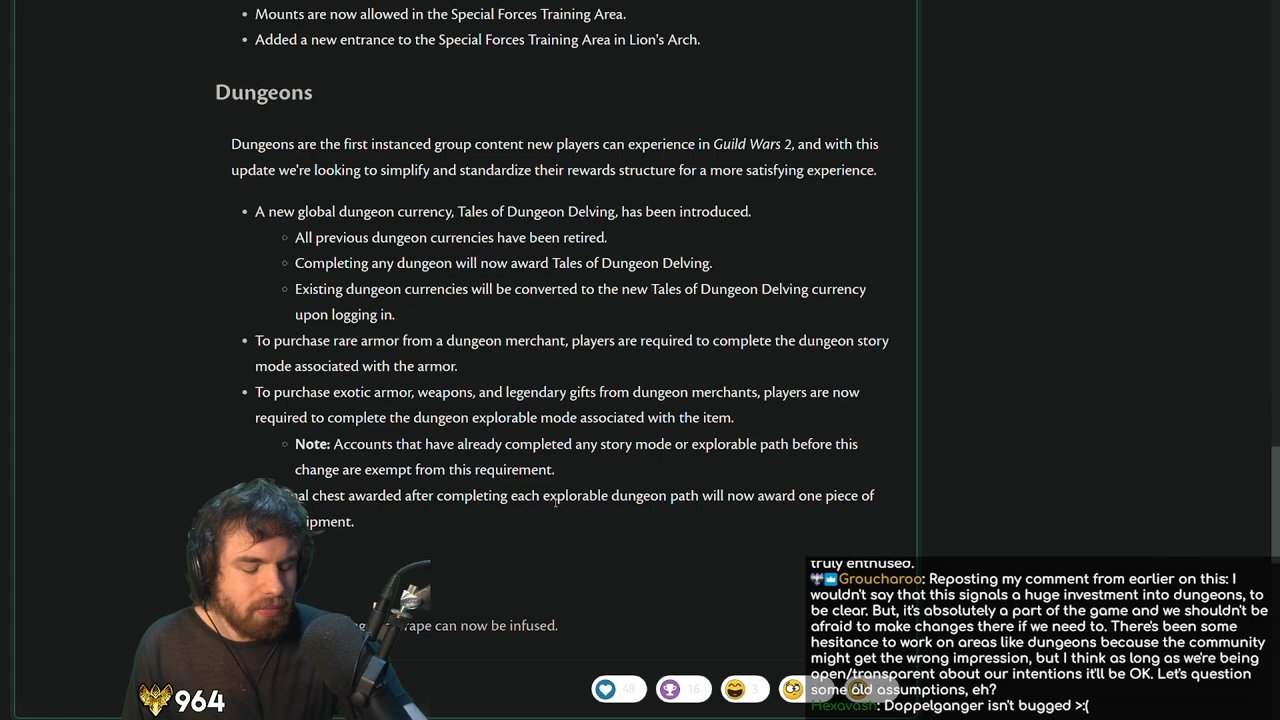 Mounts are now allowed in the Special Forces Training Area.
Added a new entrance to the Special Forces Training Area in Lion's Arch.
Dungeons
Dungeons are the first instanced group content new players can experience in Guild Wars 2, and with this
update we're looking to simplify and standardize their rewards structure for a more satisfying experience.
A new global dungeon currency, Tales of Dungeon Delving, has been introduced.
All previous dungeon currencies have been retired.
Completing any dungeon will now award Tales of Dungeon Delving.
Existing dungeon currencies will be converted to the new Tales of Dungeon Delving currency
upon logging in.
To purchase rare armor from a dungeon merchant, players are required to complete the dungeon story
mode associated with the armor.
To purchase exotic armor, weapons, and legendary gifts from dungeon merchants, players are now
required to complete the dungeon explorable mode associated with the item.
Note: Accounts that have already completed any story mode or explorable path before this
change are exempt from this requirement.
chest awarded after completing each explorable dungeon path will now award one piece of
can now be infused.
48
16
3
964
truly enthused.
Groucharoo: Reposting my comment from earlier on this: I
wouldn't say that this signals a huge investment into dungeons, to
be clear. But, it's absolutely a part of the game and we shouldn't be
afraid to make changes there if we need to. There's been some
hesitance to work on areas like dungeons because the community
might get the wrong impression, but I think as long as we're being
open/transparent about our intentions it'll be OK. Let's question
some old assumptions, eh?
Hexavash: Doppelganger isn't bugged >:(